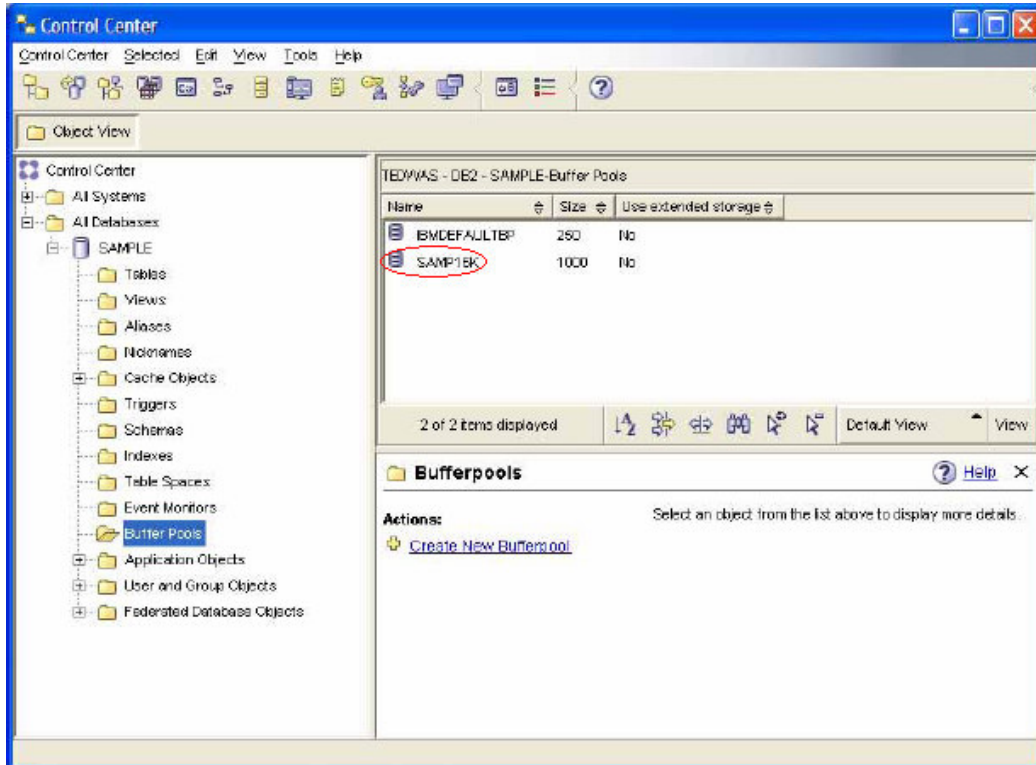 Control Center
Control Center Selected Edit View Tools Help
Object View
Control Center
All Systems
All Databases
SAMPLE
Tables
Views
Aliases
Nicknames
Cache Objects
Triggers
Schemas
Indexes
Table Spaces
Event Monitors
Buffer Pools
Application Objects
User and Group Objects
Federated Database Objects
TEDWAS - DB2 - SAMPLE-Buffer Pools
Name Size Use extended storage
IBMDEFAULTBP 250 No
SAMP16K 1000 No
2 of 2 items displayed
Default View View
Bufferpools
Help
Actions:
Create New Bufferpool
Select an object from the list above to display more details.